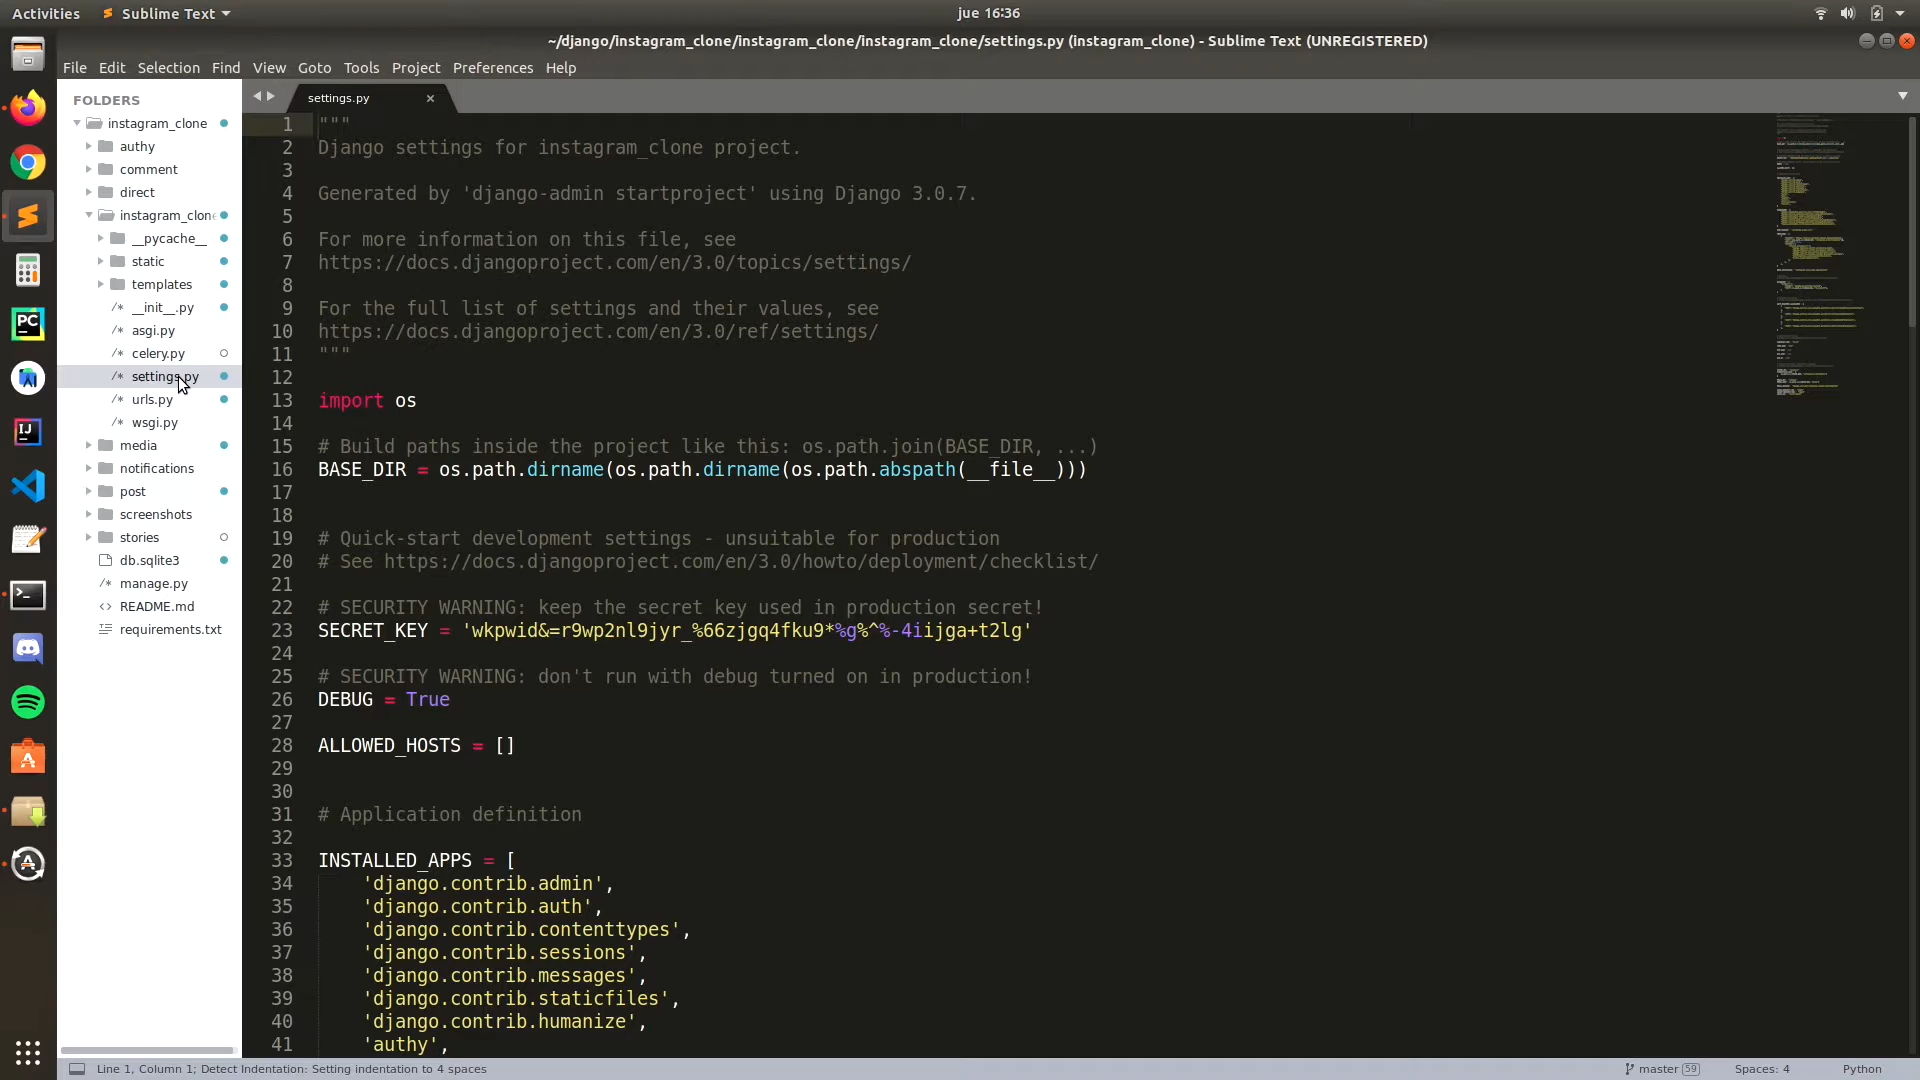 Activities
Sublime Text
jue 16:36
~/django/instagram_clone/instagram_clone/instagram_clone/settings.py (instagram_clone) - Sublime Text (UNREGISTERED)
File Edit Selection Find View Goto Tools Project Preferences Help
FOLDERS
instagram_clone
authy
comment
direct
instagram_clon
__pycache__
static
templates
/* __init__.py
/* asgi.py
/* celery.py
/* settings.py
/* urls.py
/* wsgi.py
media
notifications
post
screenshots
stories
db.sqlite3
/* manage.py
<> README.md
requirements.txt
settings.py
1 """
2 Django settings for instagram_clone project.
3
4 Generated by 'django-admin startproject' using Django 3.0.7.
5
6 For more information on this file, see
7 https://docs.djangoproject.com/en/3.0/topics/settings/
8
9 For the full list of settings and their values, see
10 https://docs.djangoproject.com/en/3.0/ref/settings/
11 """
12
13 import os
14
15 # Build paths inside the project like this: os.path.join(BASE_DIR, ...)
16 BASE_DIR = os.path.dirname(os.path.dirname(os.path.abspath(__file__)))
17
18
19 # Quick-start development settings - unsuitable for production
20 # See https://docs.djangoproject.com/en/3.0/howto/deployment/checklist/
21
22 # SECURITY WARNING: keep the secret key used in production secret!
23 SECRET_KEY = 'wkpwid&=r9wp2nl9jyr_%66zjgq4fku9*%g%^%-4iijga+t2lg'
24
25 # SECURITY WARNING: don't run with debug turned on in production!
26 DEBUG = True
27
28 ALLOWED_HOSTS = []
29
30
31 # Application definition
32
33 INSTALLED_APPS = [
34 'django.contrib.admin',
35 'django.contrib.auth',
36 'django.contrib.contenttypes',
37 'django.contrib.sessions',
38 'django.contrib.messages',
39 'django.contrib.staticfiles',
40 'django.contrib.humanize',
41 'authy',
PC
IJ
Line 1, Column 1; Detect Indentation: Setting indentation to 4 spaces
master 59
Spaces: 4
Python